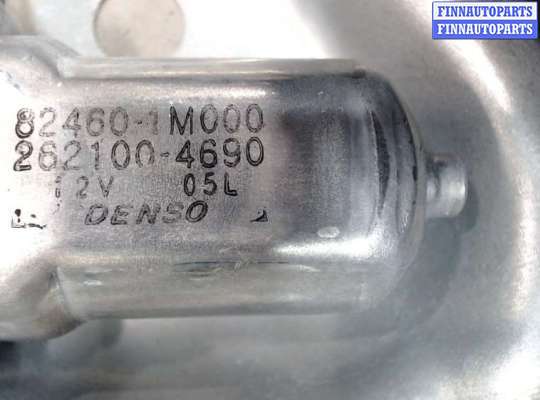 FINNAUTOPARTS
FINNAUTOPARTS
82460-1M000
262100-4690
12V 05L
DENSO